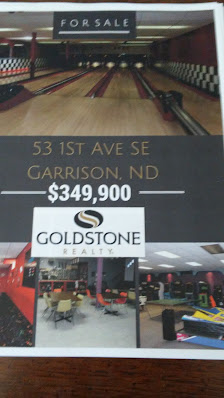 FOR SALE
53 1ST AVE SE
GARRISON, ND
$349,900
GOLDSTONE
REALTY